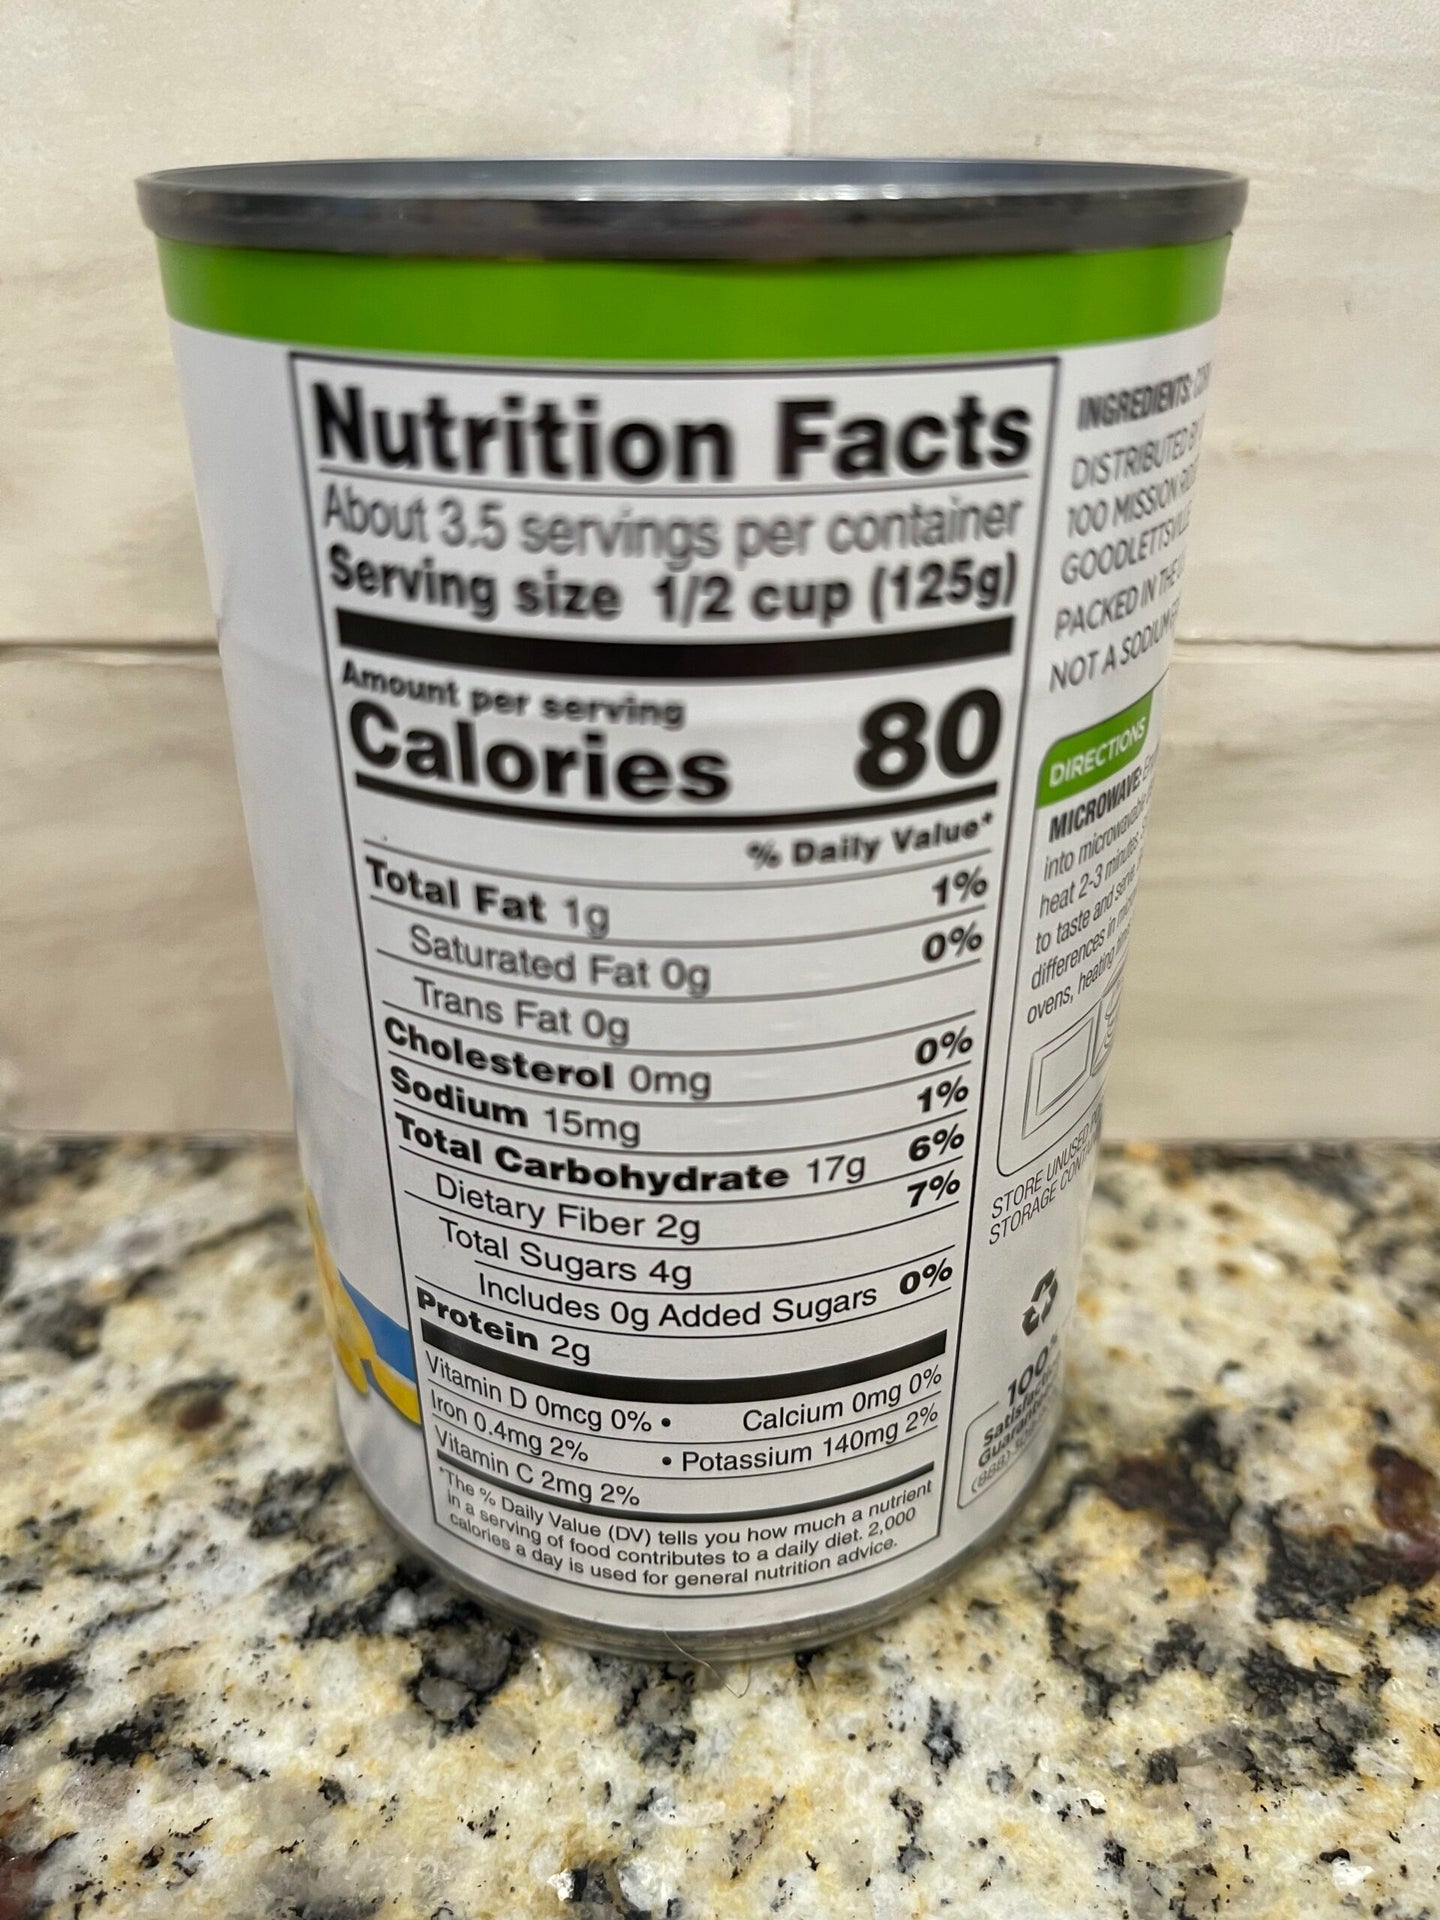 Nutrition Facts
About 3.5 servings per container
Serving size 1/2 cup (125g)
Amount per serving
Calories 80
% Daily Value*
Total Fat 1g 1%
Saturated Fat 0g 0%
Trans Fat 0g
Cholesterol 0mg 0%
Sodium 15mg 1%
Total Carbohydrate 17g 6%
Dietary Fiber 2g 7%
Total Sugars 4g
Includes 0g Added Sugars 0%
Protein 2g
Vitamin D 0mcg 0% • Calcium 0mg 0%
Iron 0.4mg 2% • Potassium 140mg 2%
Vitamin C 2mg 2%
*The % Daily Value (DV) tells you how much a nutrient
in a serving of food contributes to a daily diet. 2,000
calories a day is used for general nutrition advice.
INGREDIENTS:
DISTRIBUTED BY
100 MISSION
GOODLETTSVILLE
PACKED IN THE
NOT A SODIUM
DIRECTIONS
MICROWAVE:
into microwavable
heat 2-3 minutes
to taste and serve
differences in
ovens, heating
STORE UNUSED
STORAGE
100%
Satisfaction
Guarantee
(888)